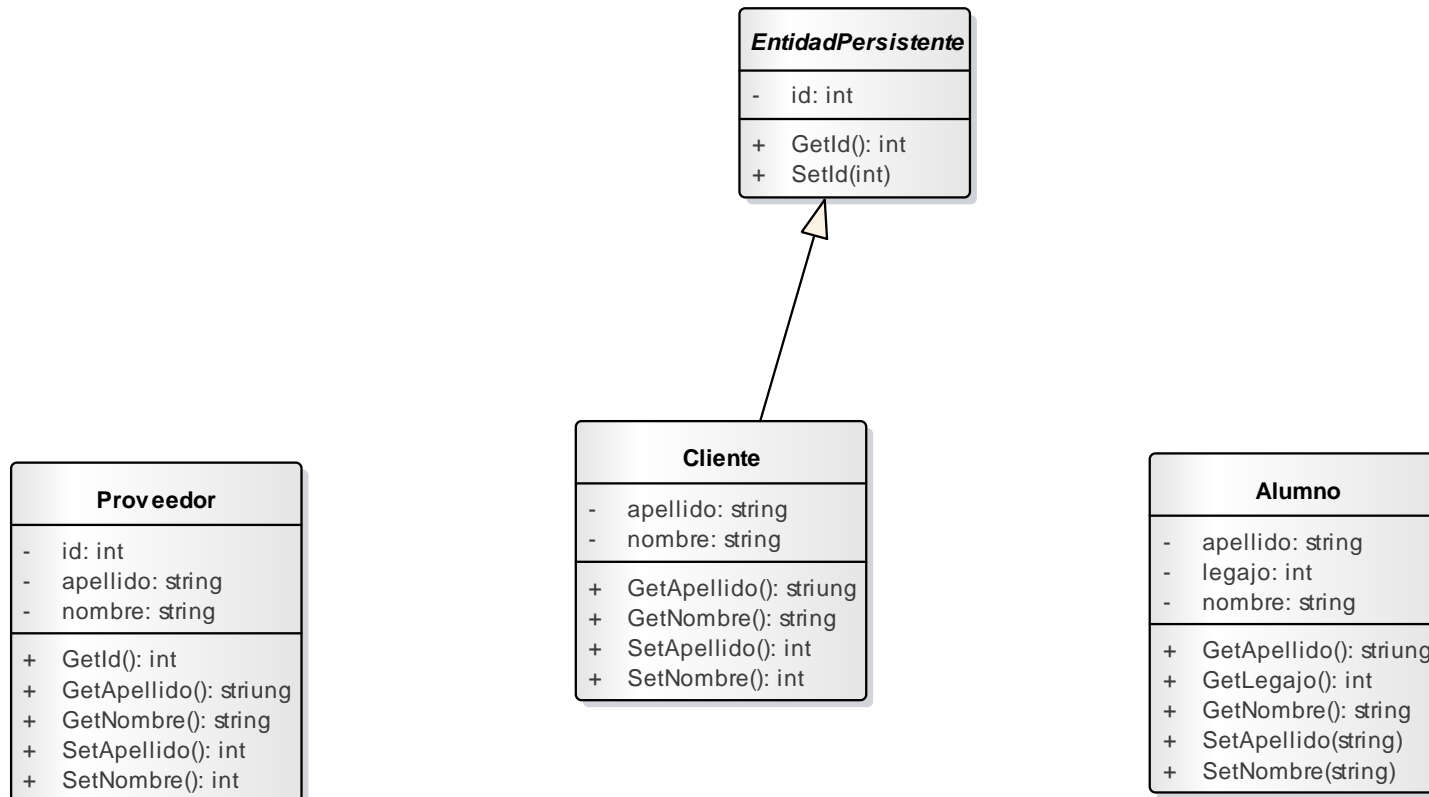 EntidadPersistente
- id: int
+ GetId(): int
+ SetId(int)
Cliente
- apellido: string
- nombre: string
+ GetApellido(): striung
+ GetNombre(): string
+ SetApellido(): int
+ SetNombre(): int
Proveedor
- id: int
- apellido: string
- nombre: string
+ GetId(): int
+ GetApellido(): striung
+ GetNombre(): string
+ SetApellido(): int
+ SetNombre(): int
Alumno
- apellido: string
- legajo: int
- nombre: string
+ GetApellido(): striung
+ GetLegajo(): int
+ GetNombre(): string
+ SetApellido(string)
+ SetNombre(string)